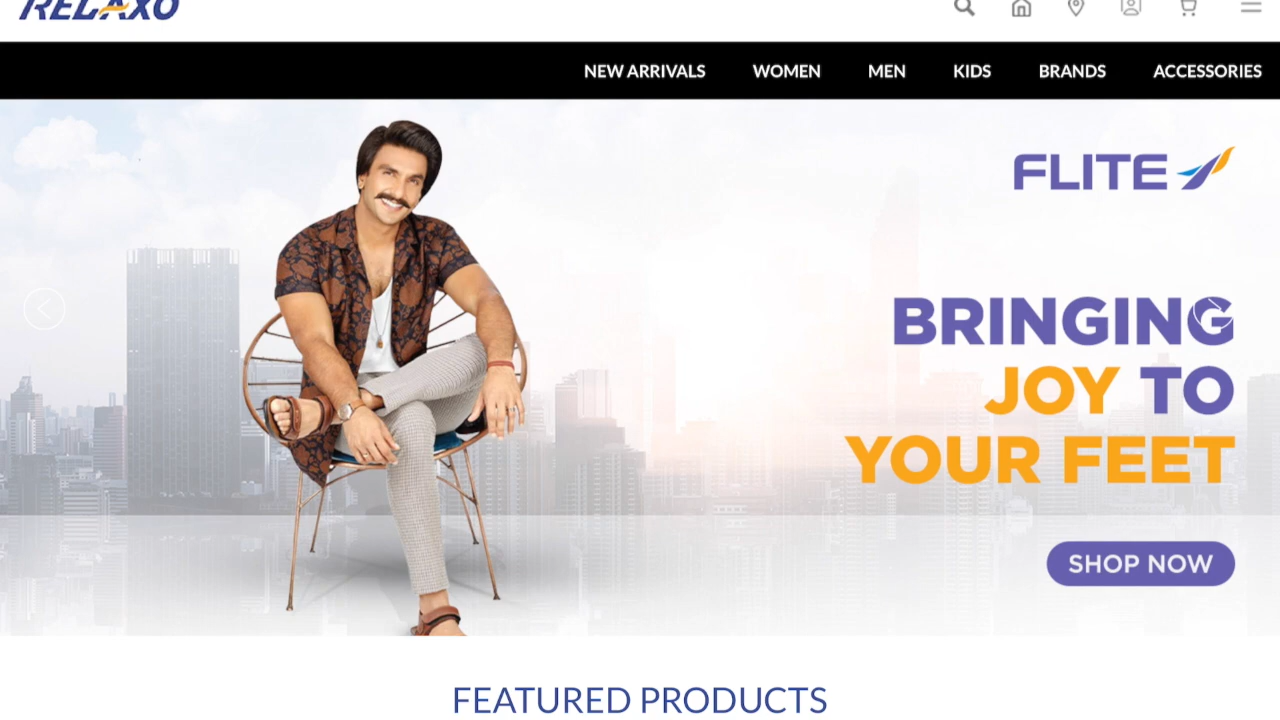 RELAXO
NEW ARRIVALS WOMEN MEN KIDS BRANDS ACCESSORIES
FLITE
BRINGING
JOY TO
YOUR FEET
SHOP NOW
FEATURED PRODUCTS